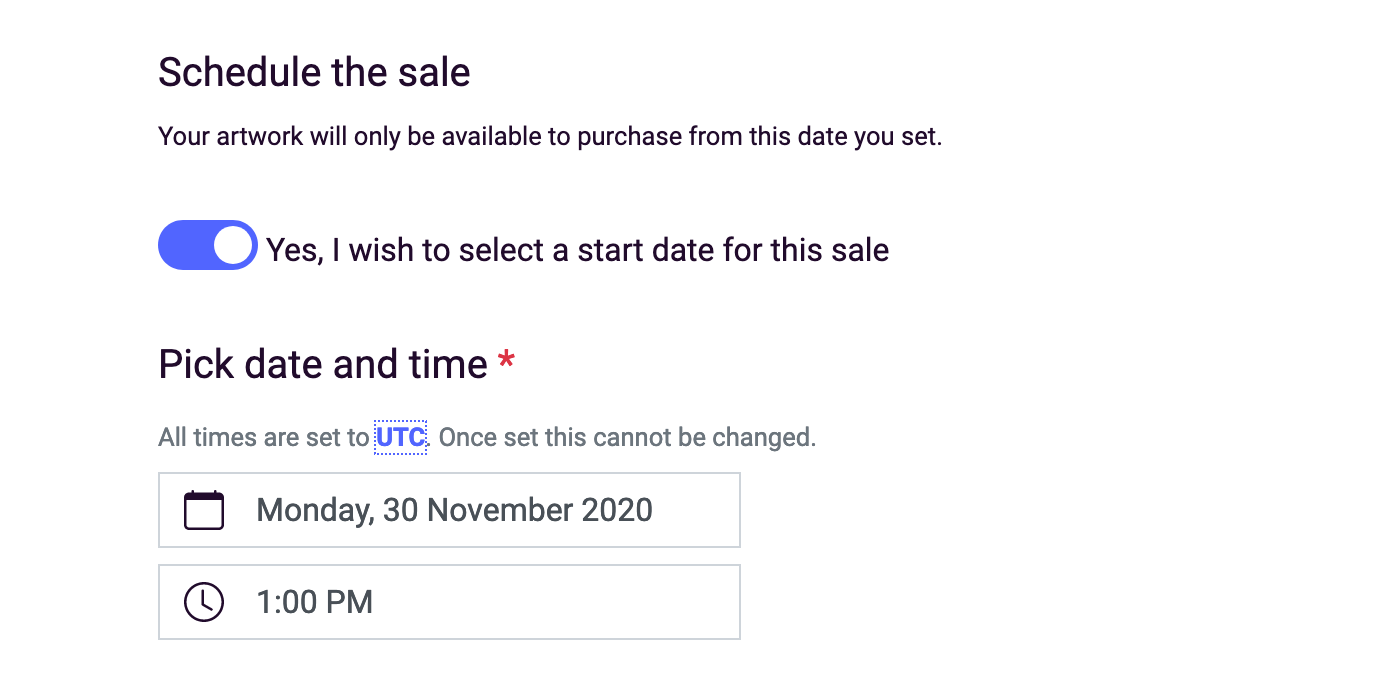 Schedule the sale
Your artwork will only be available to purchase from this date you set.
Yes, I wish to select a start date for this sale
Pick date and time *
All times are set to UTC. Once set this cannot be changed.
Monday, 30 November 2020
1:00 PM